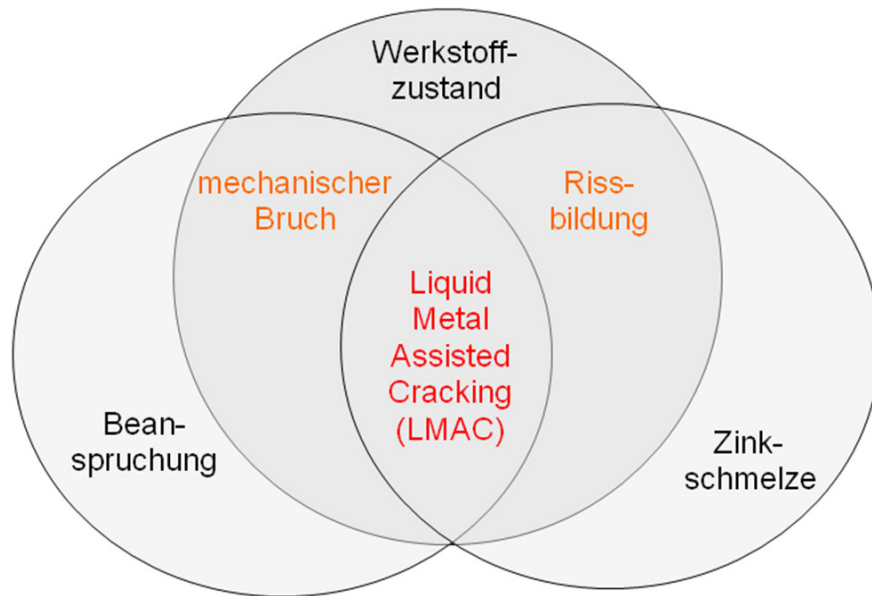 Werkstoff-
zustand
mechanischer
Bruch
Riss-
bildung
Liquid
Metal
Assisted
Cracking
(LMAC)
Bean-
spruchung
Zink-
schmelze